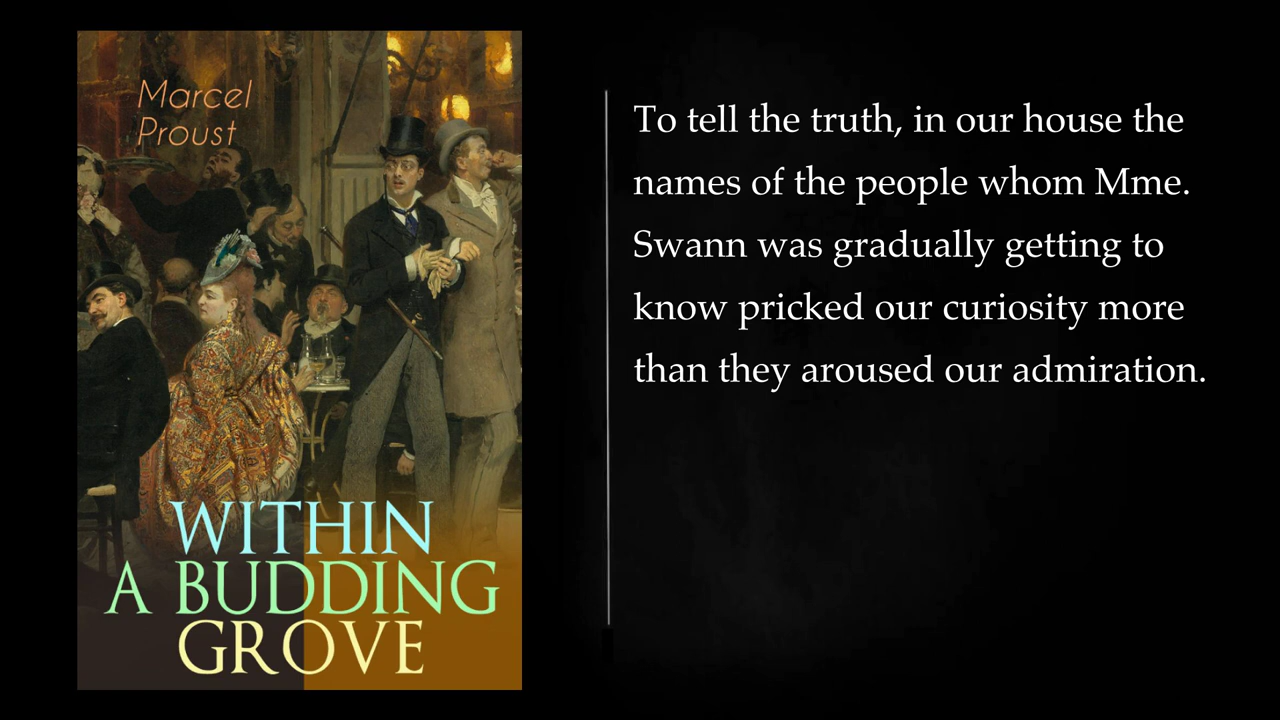 Marcel
Proust
WITHIN
A BUDDING
GROVE
To tell the truth, in our house the
names of the people whom Mme.
Swann was gradually getting to
know pricked our curiosity more
than they aroused our admiration.